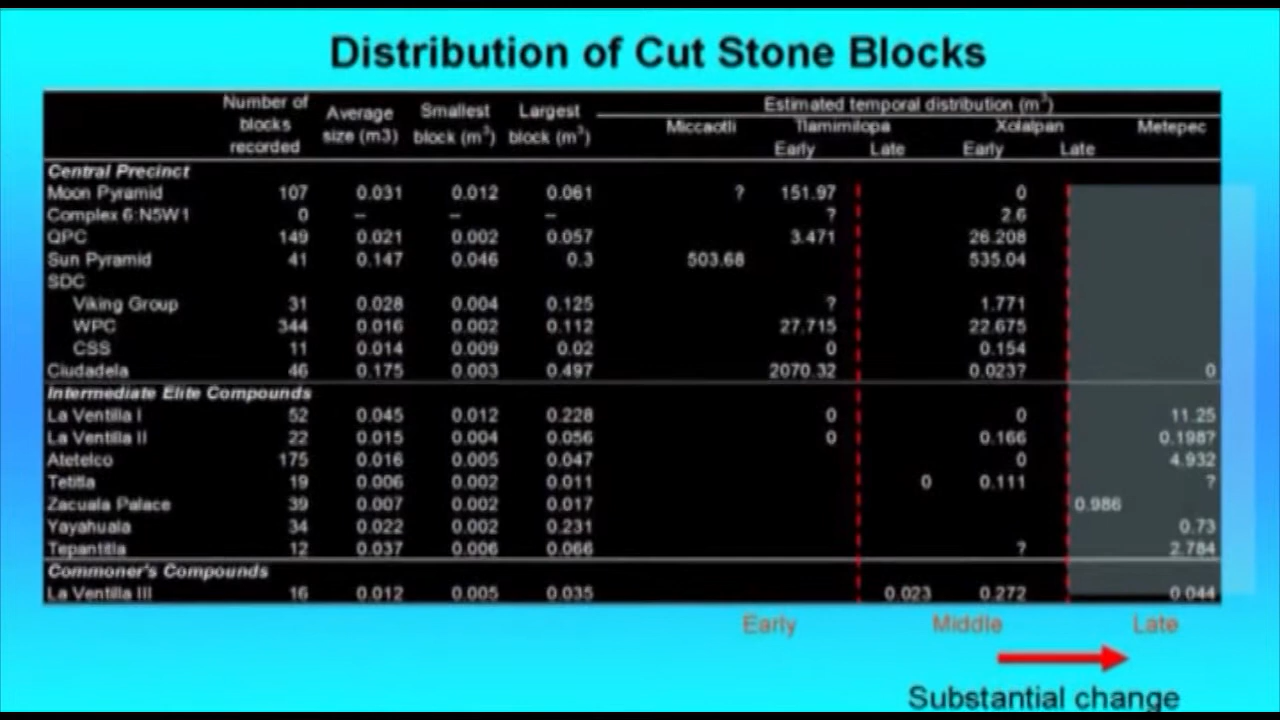 Distribution of Cut Stone Blocks
Number of blocks recorded Average size (m3) Smallest block (m³) Largest block (m³) Estimated temporal distribution (m³)
Miccaotli Tlamimilopa Xolalpan Metepec
Early Late Early Late
Central Precinct
Moon Pyramid 107 0.031 0.012 0.061 ? 151.97 0
Complex 6:N5W1 0 – – – ? 2.6
QPC 149 0.021 0.002 0.057 3.471 26.208
Sun Pyramid 41 0.147 0.046 0.3 503.68 535.04
SDC
Viking Group 31 0.028 0.004 0.125 ? 1.771
WPC 344 0.016 0.002 0.112 27.715 22.675
CSS 11 0.014 0.009 0.02 0 0.154
Ciudadela 46 0.175 0.003 0.497 2070.32 0.023? 0
Intermediate Elite Compounds
La Ventilla I 52 0.045 0.012 0.228 0 0 11.25
La Ventilla II 22 0.015 0.004 0.056 0 0.166 0.198?
Atetelco 175 0.016 0.005 0.047 0 4.932
Tetitla 19 0.006 0.002 0.011 0 0.111 ?
Zacuala Palace 39 0.007 0.002 0.017 0.986
Yayahuala 34 0.022 0.002 0.231 0.73
Tepantitla 12 0.037 0.006 0.066 ? 2.784
Commoner's Compounds
La Ventilla III 16 0.012 0.005 0.035 0.023 0.272 0.044
Early Middle Late
Substantial change